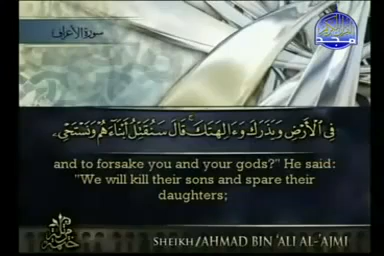 سورة الأعراف
فِي ٱلْأَرْضِ وَيَذَرَكَ وَءَالِهَتَكَ ۚ قَالَ سَنُقَتِّلُ أَبْنَآءَهُمْ وَنَسْتَحْىِۦ
and to forsake you and your gods?" He said:
"We will kill their sons and spare their
daughters;
SHEIKH/AHMAD BIN 'ALI AL-'AJMI